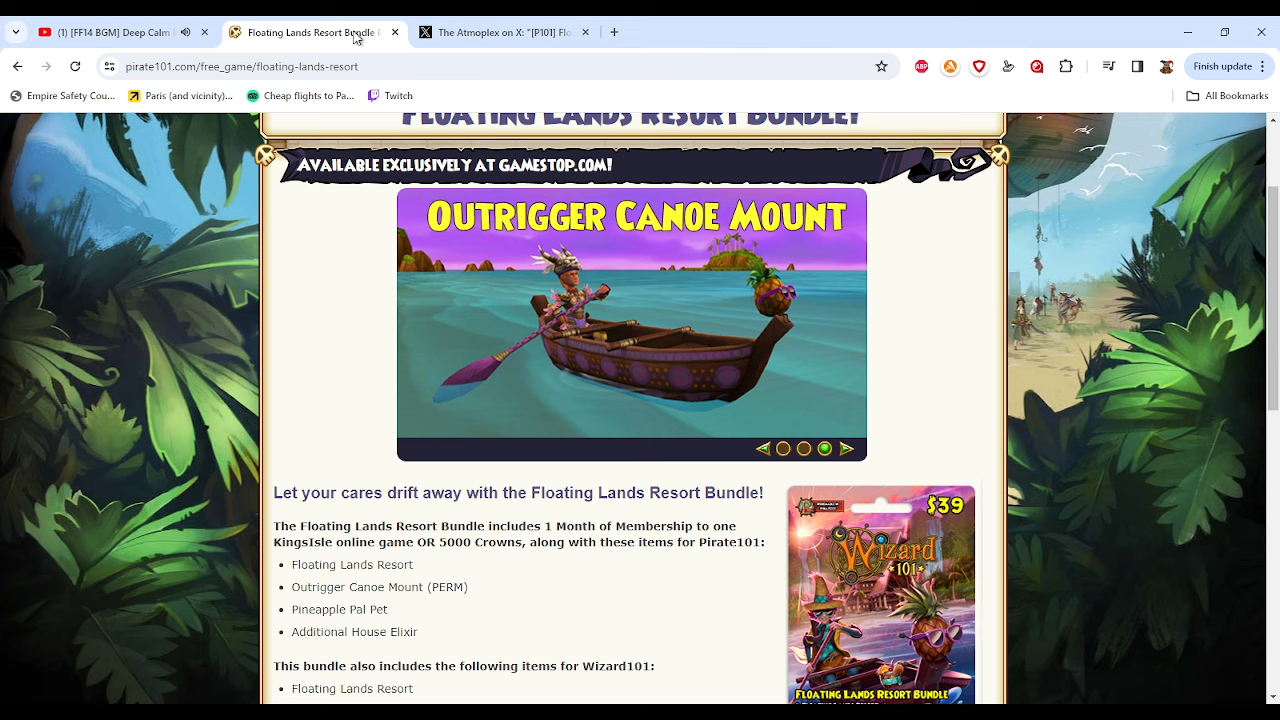 (1) [FF14 BGM] Deep Calm
Floating Lands Resort Bundle
The Atmoplex on X: "[P101] Flo
pirate101.com/free_game/floating-lands-resort
Finish update
Empire Safety Cou...
Paris (and vicinity)...
Cheap flights to Pa...
Twitch
All Bookmarks
FLOATING LANDS RESORT BUNDLE!
AVAILABLE EXCLUSIVELY AT GAMESTOP.COM!
OUTRIGGER CANOE MOUNT
Let your cares drift away with the Floating Lands Resort Bundle!
The Floating Lands Resort Bundle includes 1 Month of Membership to one
KingsIsle online game OR 5000 Crowns, along with these items for Pirate101:
• Floating Lands Resort
• Outrigger Canoe Mount (PERM)
• Pineapple Pal Pet
• Additional House Elixir
This bundle also includes the following items for Wizard101:
• Floating Lands Resort
$39
WIZARD
101
FLOATING LANDS RESORT BUNDLE